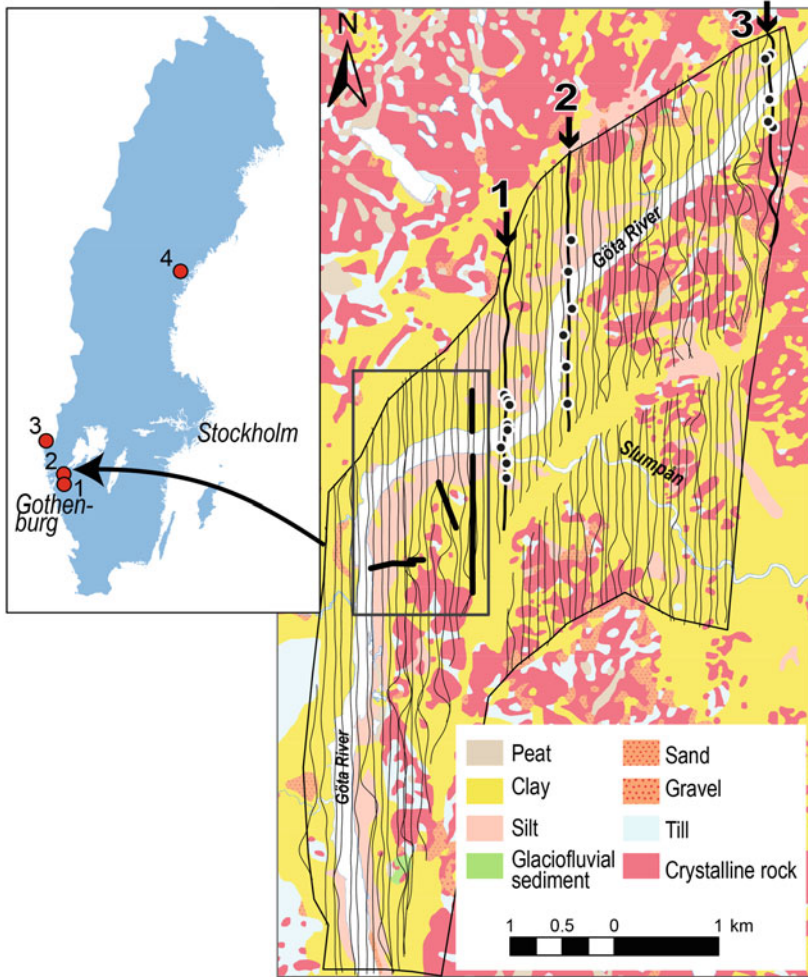 4
3
2
1
Stockholm
Gothen-
burg
N
1
2
3
Göta River
Slumpån
Göta River
Peat
Clay
Silt
Glaciofluvial
sediment
Sand
Gravel
Till
Crystalline rock
1 0.5 0 1 km